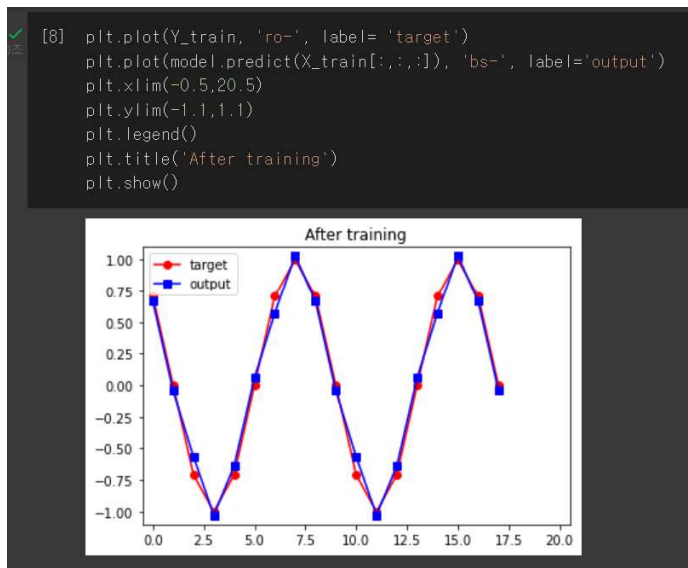 [8] plt.plot(Y_train, 'ro-', label= 'target')
plt.plot(model.predict(X_train[:,:,:]), 'bs-', label='output')
plt.xlim(-0.5,20.5)
plt.ylim(-1.1,1.1)
plt.legend()
plt.title('After training')
plt.show()
After training
target
output
1.00
0.75
0.50
0.25
0.00
−0.25
−0.50
−0.75
−1.00
0.0 2.5 5.0 7.5 10.0 12.5 15.0 17.5 20.0